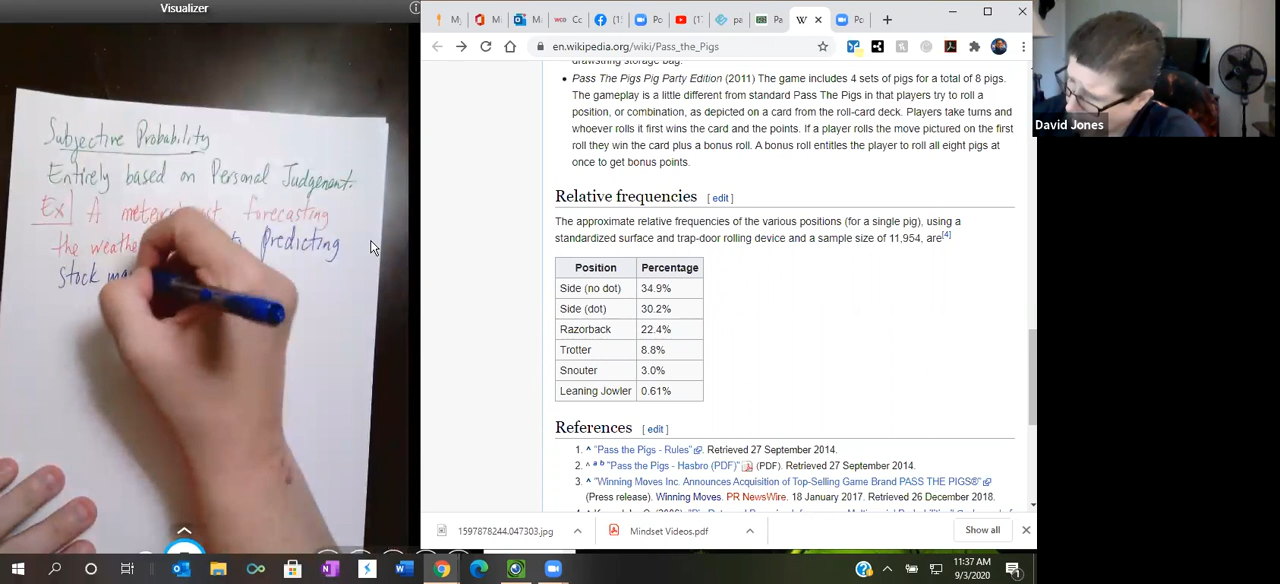 Visualizer
Subjective Probability
Entirely based on Personal Judgement.
Ex] A forecasting
the predicting
stock
en.wikipedia.org/wiki/Pass_the_Pigs
drawstring storage bag.
Pass The Pigs Pig Party Edition (2011) The game includes 4 sets of pigs for a total of 8 pigs.
The gameplay is a little different from standard Pass The Pigs in that players try to roll a
position, or combination, as depicted on a card from the roll-card deck. Players take turns and
whoever rolls it first wins the card and the points. If a player rolls the move pictured on the first
roll they win the card plus a bonus roll. A bonus roll entitles the player to roll all eight pigs at
once to get bonus points.
Relative frequencies [ edit ]
The approximate relative frequencies of the various positions (for a single pig), using a
standardized surface and trap-door rolling device and a sample size of 11,954, are[4]
Position Percentage
Side (no dot) 34.9%
Side (dot) 30.2%
Razorback 22.4%
Trotter 8.8%
Snouter 3.0%
Leaning Jowler 0.61%
References [ edit ]
1. ^ "Pass the Pigs - Rules". Retrieved 27 September 2014.
2. ^ a b "Pass the Pigs - Hasbro (PDF)" (PDF). Retrieved 27 September 2014.
3. ^ "Winning Moves Inc. Announces Acquisition of Top-Selling Game Brand PASS THE PIGS®"
(Press release). Winning Moves. PR NewsWire. 18 January 2017. Retrieved 26 December 2018.
1597878244.047303.jpg
Mindset Videos.pdf
Show all
David Jones
11:37 AM
9/3/2020